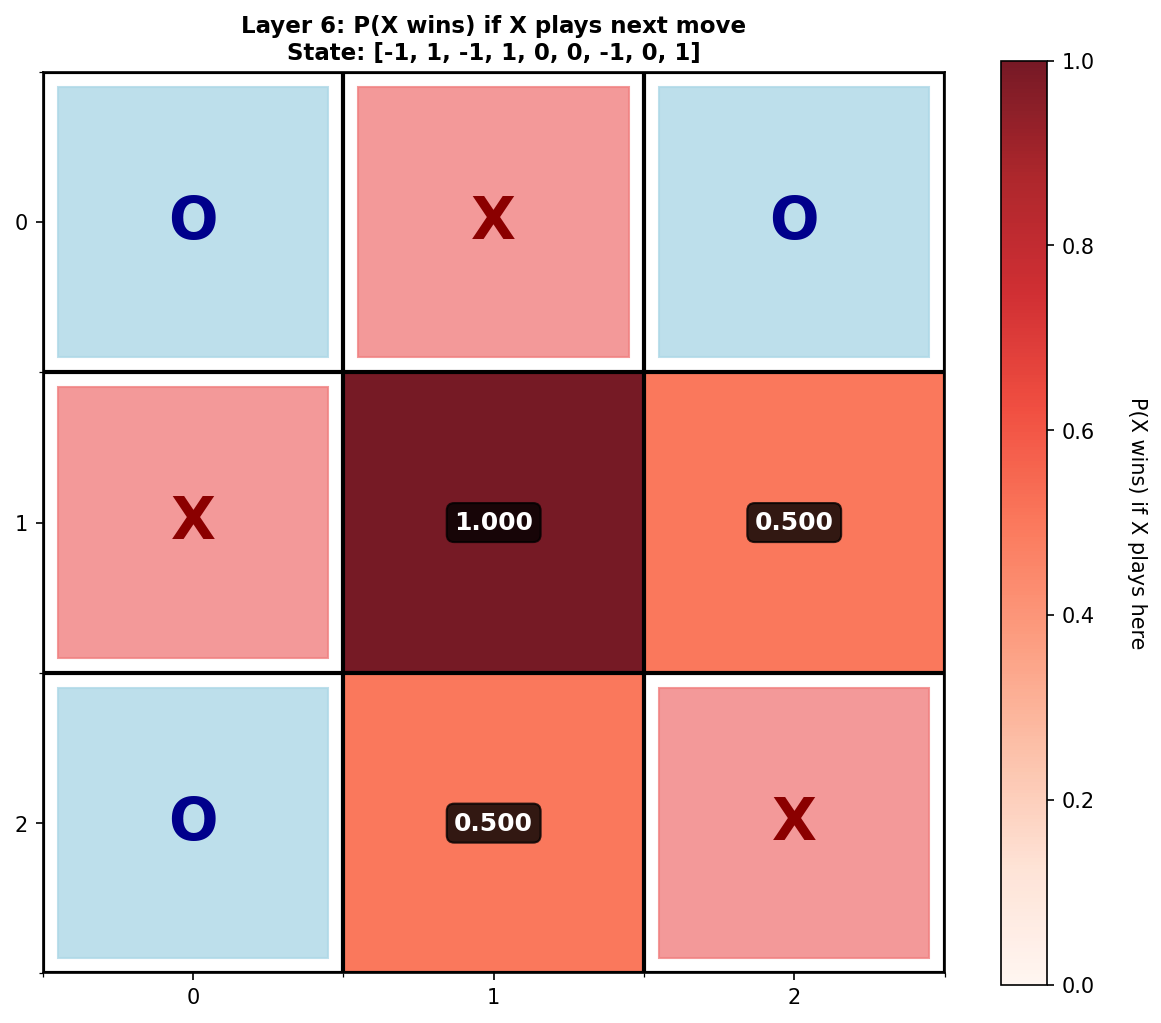 Layer 6: P(X wins) if X plays next move
State: [-1, 1, -1, 1, 0, 0, -1, 0, 1]
O X O
X 1.000 0.500
O 0.500 X
0
1
2
0 1 2
1.0
0.8
0.6
0.4
0.2
0.0
P(X wins) if X plays here